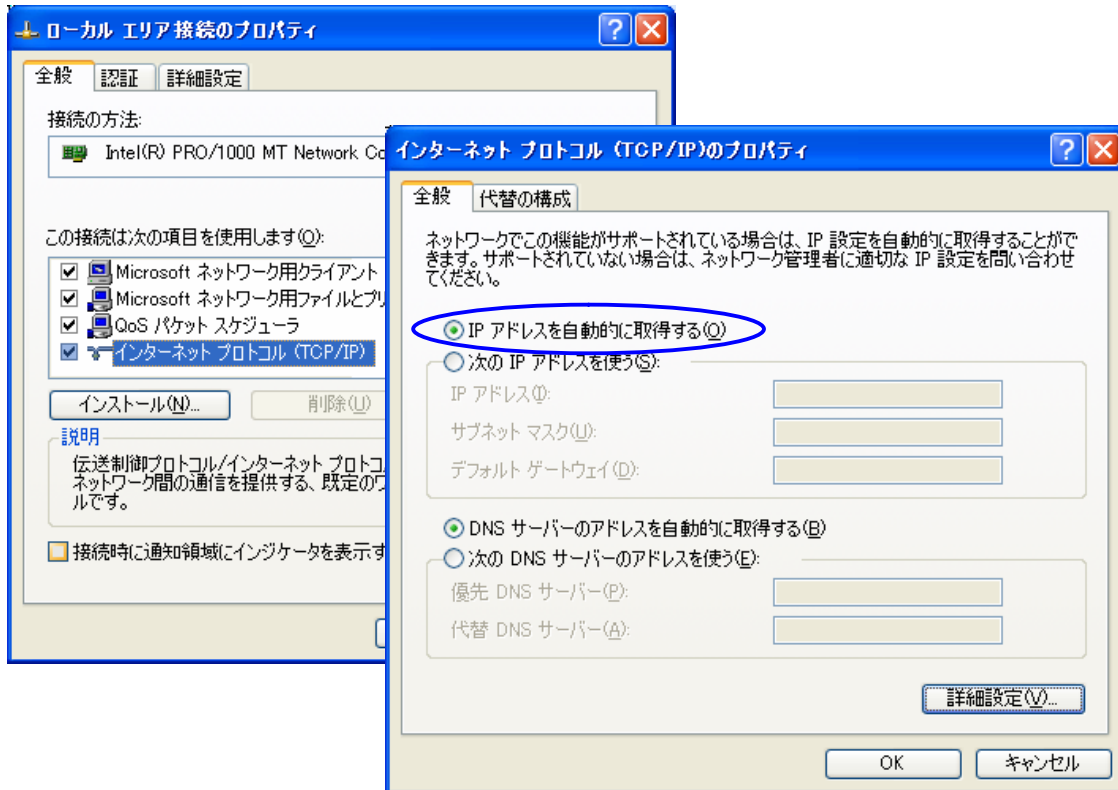 ローカル エリア接続のプロパティ
全般 認証 詳細設定
接続の方法:
Intel(R) PRO/1000 MT Network Co
この接続は次の項目を使用します(O):
Microsoft ネットワーク用クライアント
Microsoft ネットワーク用ファイルとプリ
QoS パケット スケジューラ
インターネット プロトコル (TCP/IP)
インストール(N)... 削除(U)
説明
伝送制御プロトコル/インターネット プロトコ
ネットワーク間の通信を提供する、既定のワ
ルです。
接続時に通知領域にインジケータを表示す
インターネット プロトコル (TCP/IP)のプロパティ
全般 代替の構成
ネットワークでこの機能がサポートされている場合は、IP 設定を自動的に取得することがで
きます。サポートされていない場合は、ネットワーク管理者に適切な IP 設定を問い合わせ
てください。
IP アドレスを自動的に取得する(O)
次の IP アドレスを使う(S):
IP アドレス(I):
サブネット マスク(U):
デフォルト ゲートウェイ(D):
DNS サーバーのアドレスを自動的に取得する(B)
次の DNS サーバーのアドレスを使う(E):
優先 DNS サーバー(P):
代替 DNS サーバー(A):
詳細設定(V)...
OK キャンセル